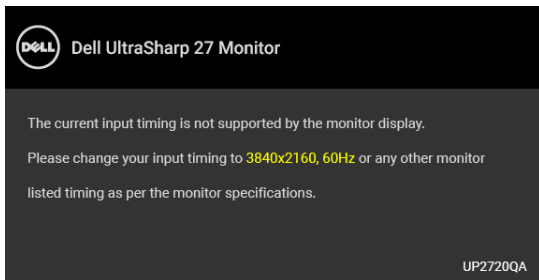 DELL Dell UltraSharp 27 Monitor
The current input timing is not supported by the monitor display.
Please change your input timing to 3840x2160, 60Hz or any other monitor
listed timing as per the monitor specifications.
UP2720QA